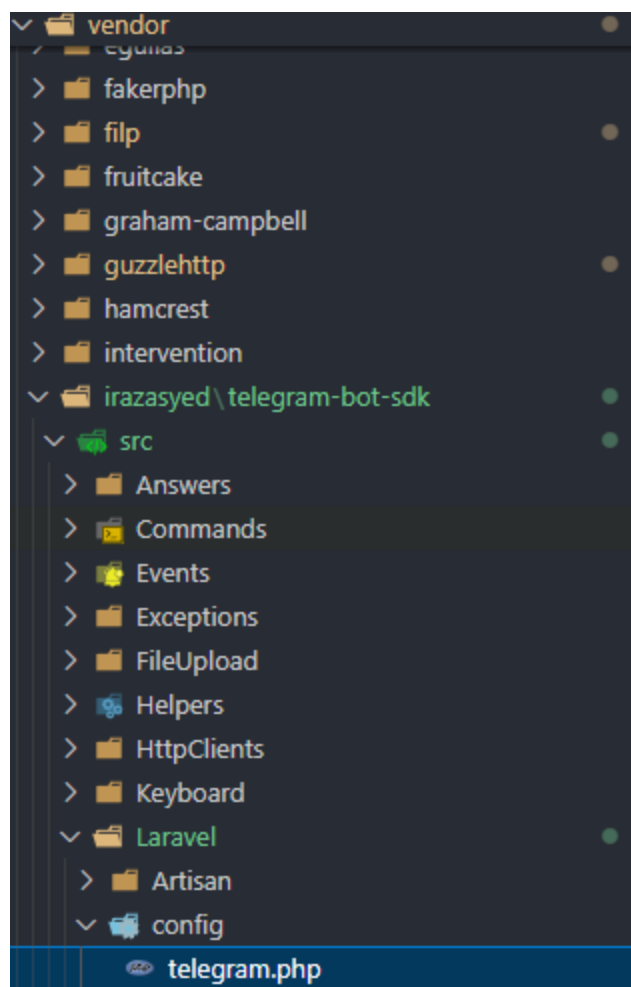 vendor
egulias
fakerphp
filp
fruitcake
graham-campbell
guzzlehttp
hamcrest
intervention
irazasyed\telegram-bot-sdk
src
Answers
Commands
Events
Exceptions
FileUpload
Helpers
HttpClients
Keyboard
Laravel
Artisan
config
telegram.php